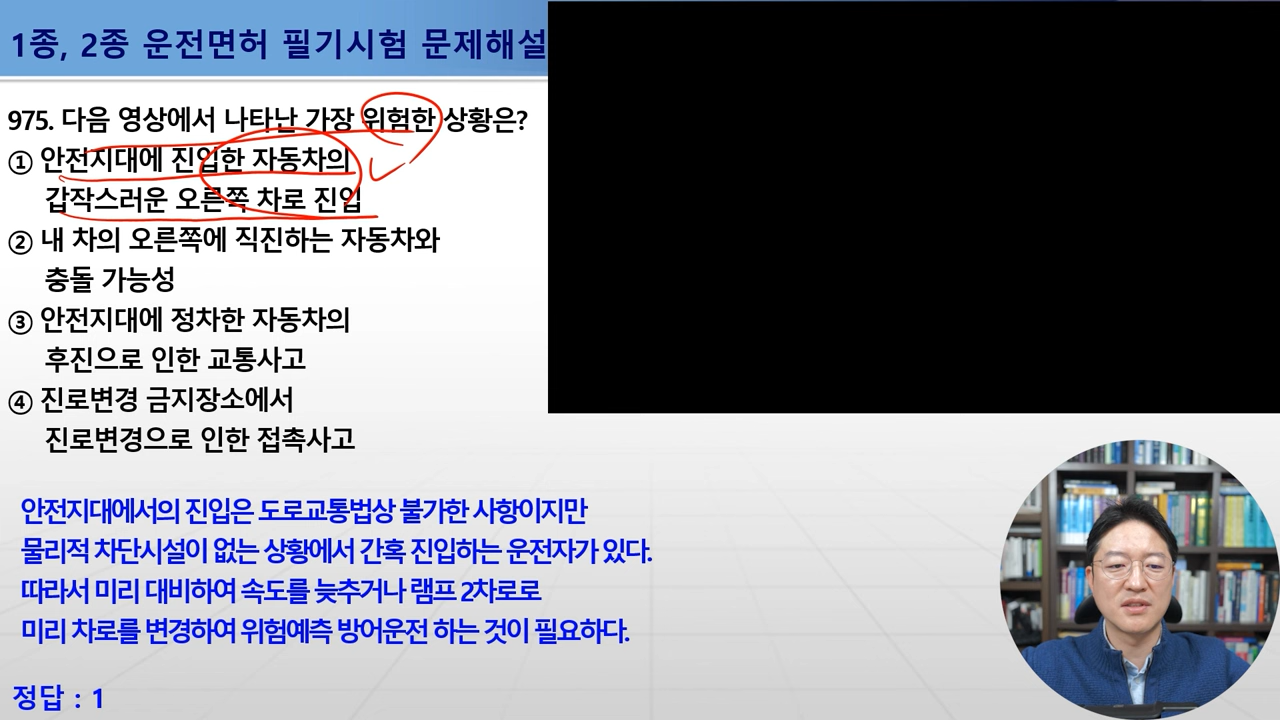 1종, 2종 운전면허 필기시험 문제해설
975. 다음 영상에서 나타난 가장 위험한 상황은?
① 안전지대에 진입한 자동차의
갑작스러운 오른쪽 차로 진입
② 내 차의 오른쪽에 직진하는 자동차와
충돌 가능성
③ 안전지대에 정차한 자동차의
후진으로 인한 교통사고
④ 진로변경 금지장소에서
진로변경으로 인한 접촉사고
안전지대에서의 진입은 도로교통법상 불가한 사항이지만
물리적 차단시설이 없는 상황에서 간혹 진입하는 운전자가 있다.
따라서 미리 대비하여 속도를 늦추거나 램프 2차로로
미리 차로를 변경하여 위험예측 방어운전 하는 것이 필요하다.
정답 : 1